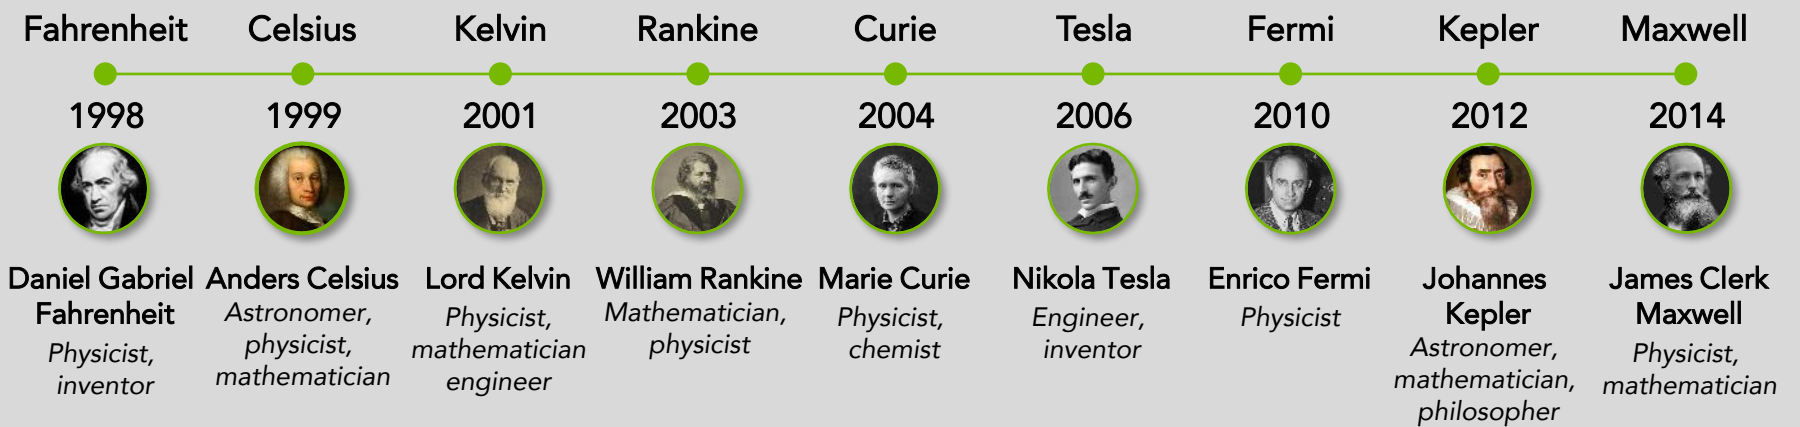 Fahrenheit
Celsius
Kelvin
Rankine
Curie
Tesla
Fermi
Kepler
Maxwell
1998
1999
2001
2003
2004
2006
2010
2012
2014
Daniel Gabriel
Fahrenheit
Physicist,
inventor
Anders Celsius
Astronomer,
physicist,
mathematician
Lord Kelvin
Physicist,
mathematician
engineer
William Rankine
Mathematician,
physicist
Marie Curie
Physicist,
chemist
Nikola Tesla
Engineer,
inventor
Enrico Fermi
Physicist
Johannes
Kepler
Astronomer,
mathematician,
philosopher
James Clerk
Maxwell
Physicist,
mathematician